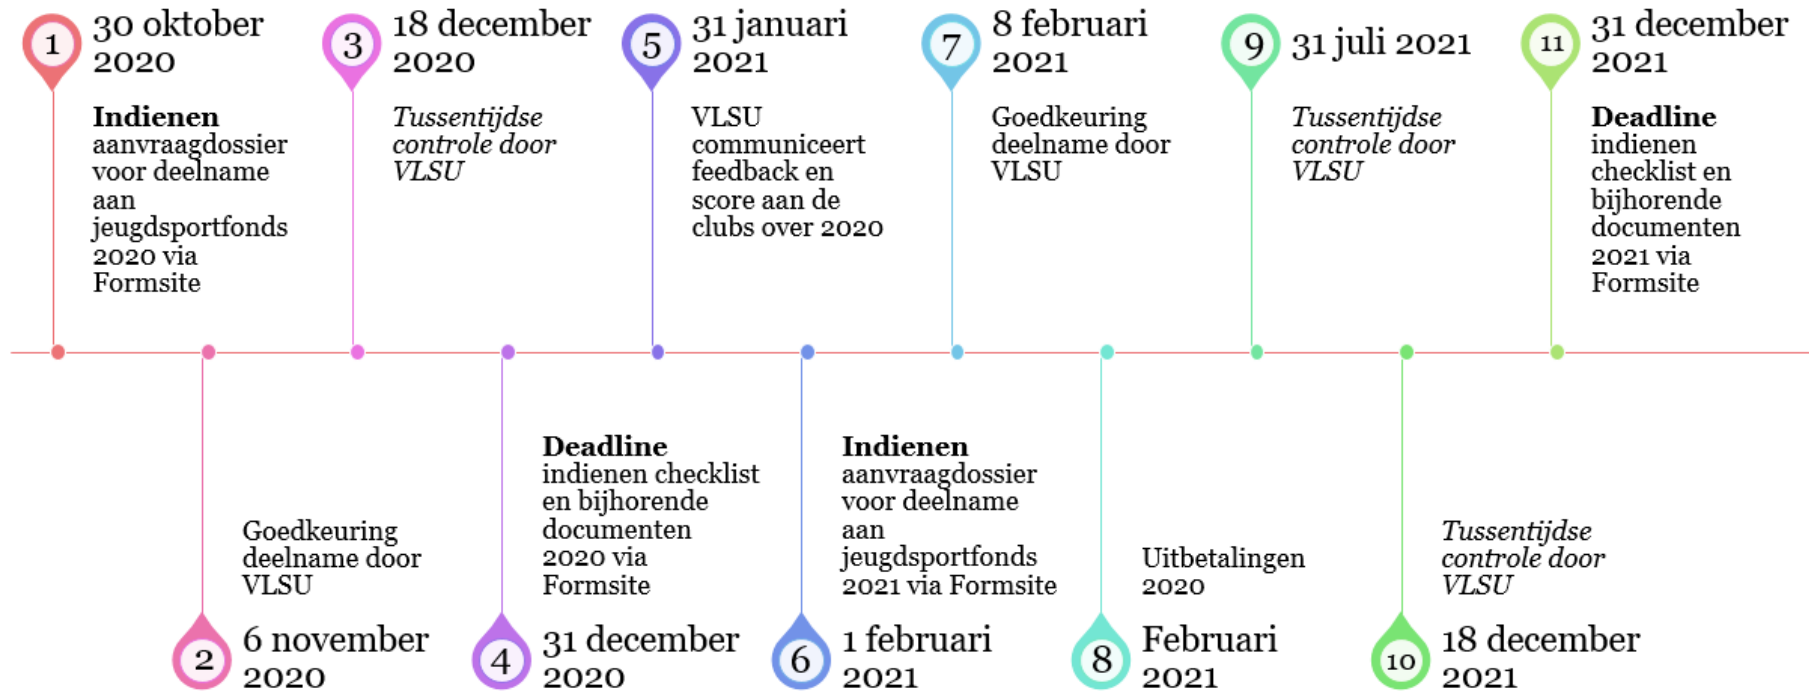 1
30 oktober
2020
Indienen
aanvraagdossier
voor deelname
aan
jeugdsportfonds
2020 via
Formsite
2
Goedkeuring
deelname door
VLSU
6 november
2020
3
18 december
2020
Tussentijdse
controle door
VLSU
4
Deadline
indienen checklist
en bijhorende
documenten
2020 via
Formsite
31 december
2020
5
31 januari
2021
VLSU
communiceert
feedback en
score aan de
clubs over 2020
6
Indienen
aanvraagdossier
voor deelname
aan
jeugdsportfonds
2021 via Formsite
1 februari
2021
7
8 februari
2021
Goedkeuring
deelname door
VLSU
8
Uitbetalingen
2020
Februari
2021
9
31 juli 2021
Tussentijdse
controle door
VLSU
10
Tussentijdse
controle door
VLSU
18 december
2021
11
31 december
2021
Deadline
indienen
checklist en
bijhorende
documenten
2021 via
Formsite